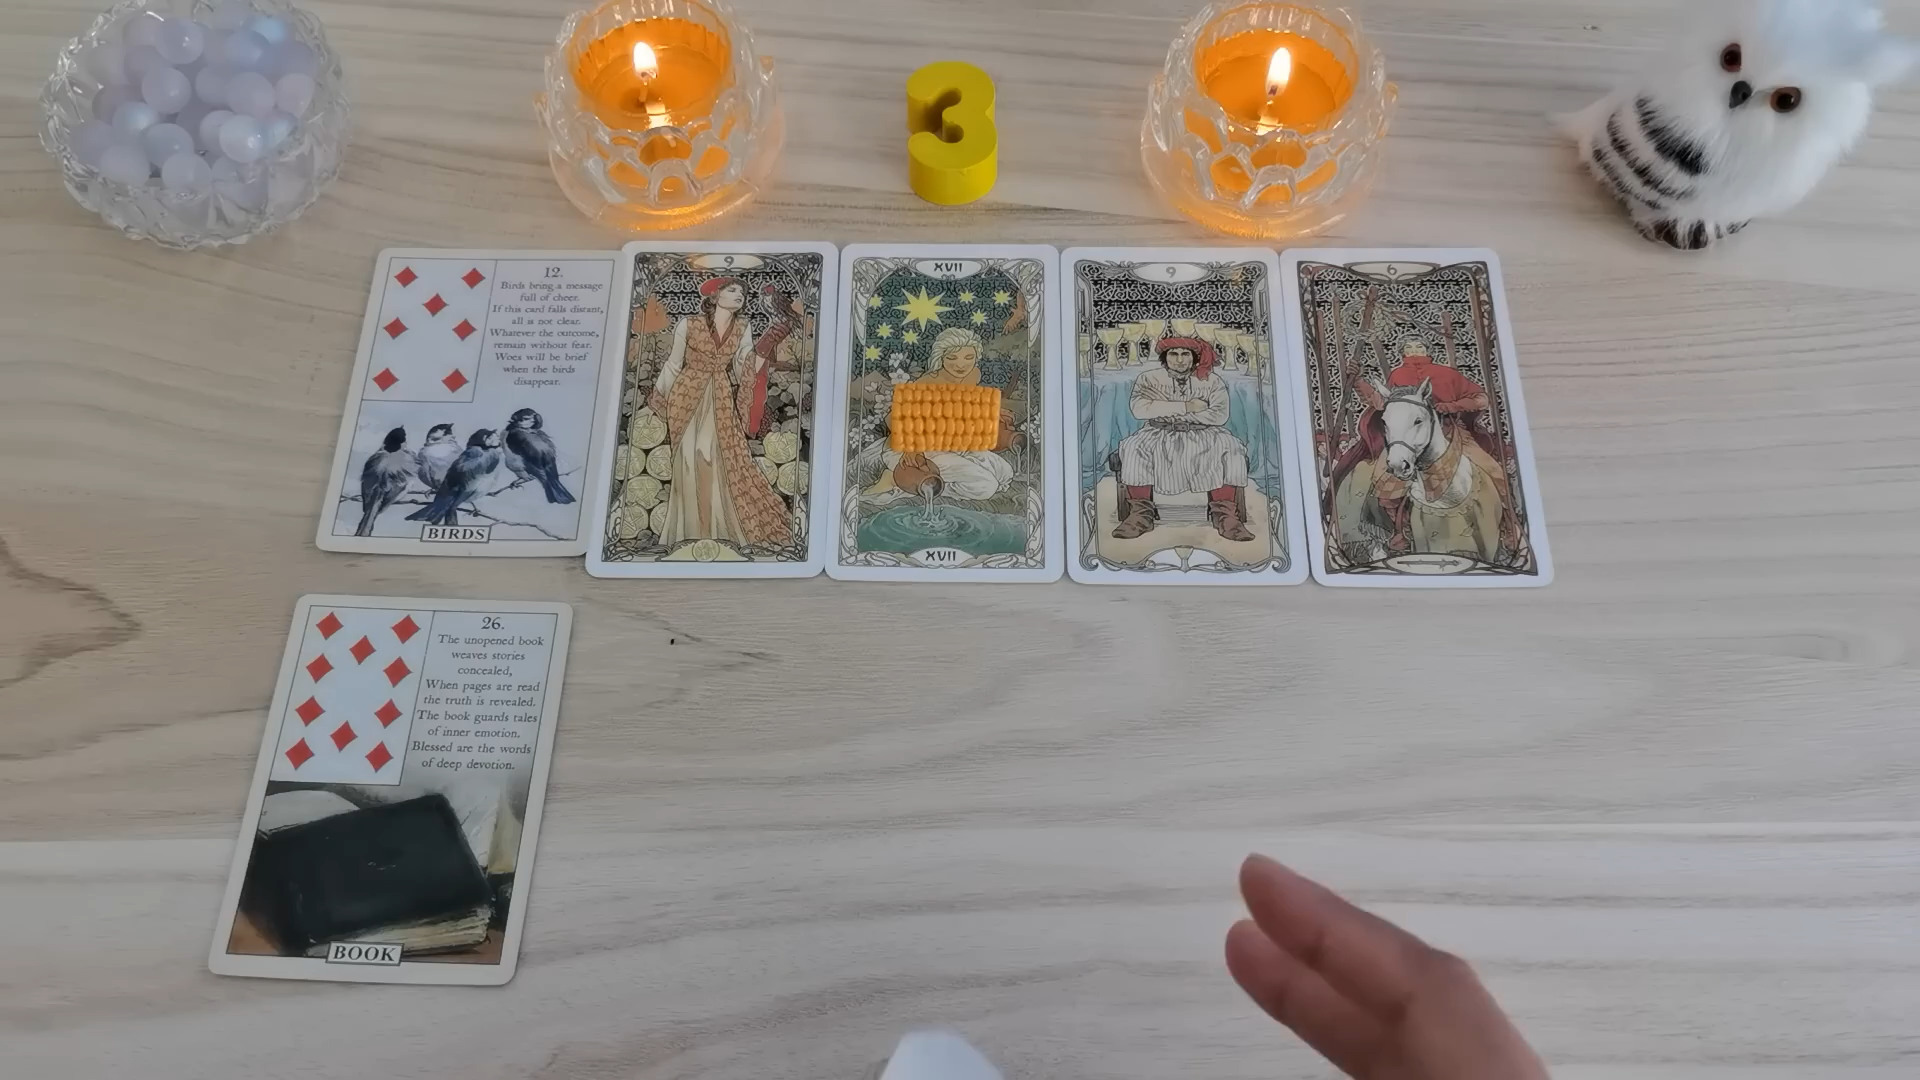 3
12.
Birds bring a message
full of cheer.
If this card falls distant,
all is not clear.
Whatever the outcome,
remain without fear.
Woes will be brief
when the birds
disappear.
BIRDS
9
XVII
XVII
9
6
26.
The unopened book
weaves stories
concealed,
When pages are read
the truth is revealed.
The book guards tales
of inner emotion.
Blessed are the words
of deep devotion.
BOOK